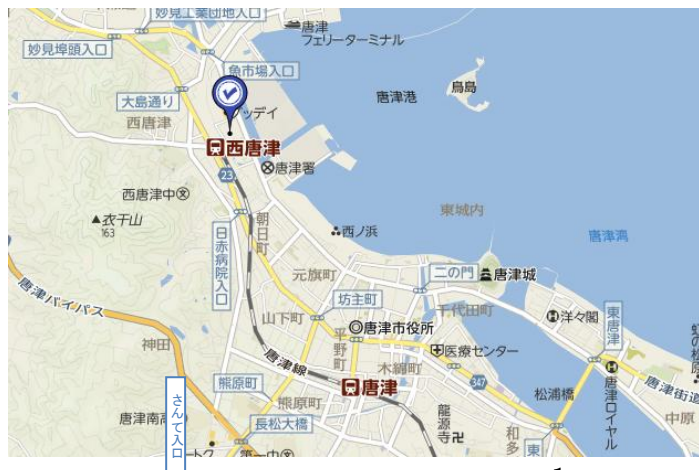 妙見工業団地入口
唐津
フェリーターミナル
妙見埠頭入口
魚市場入口
大島通り
ッデイ
西唐津
唐津港
鳥島
西唐津
唐津署
23
西唐津中
衣干山
163
朝日町
日赤病院入口
西ノ浜
東城内
唐津湾
元旗町
二の門
唐津城
唐津バイパス
坊主町
千代田町
山下町
唐津市役所
洋々閣
東唐津
平野町
医療センター
神田
唐津線
木綿町
熊原町
唐津
347
松浦橋
唐津ロイヤル
唐津街道
虹の松原
さんて入口
熊原町
唐津南高
長松大橋
龍源寺
和多
中原
第一中